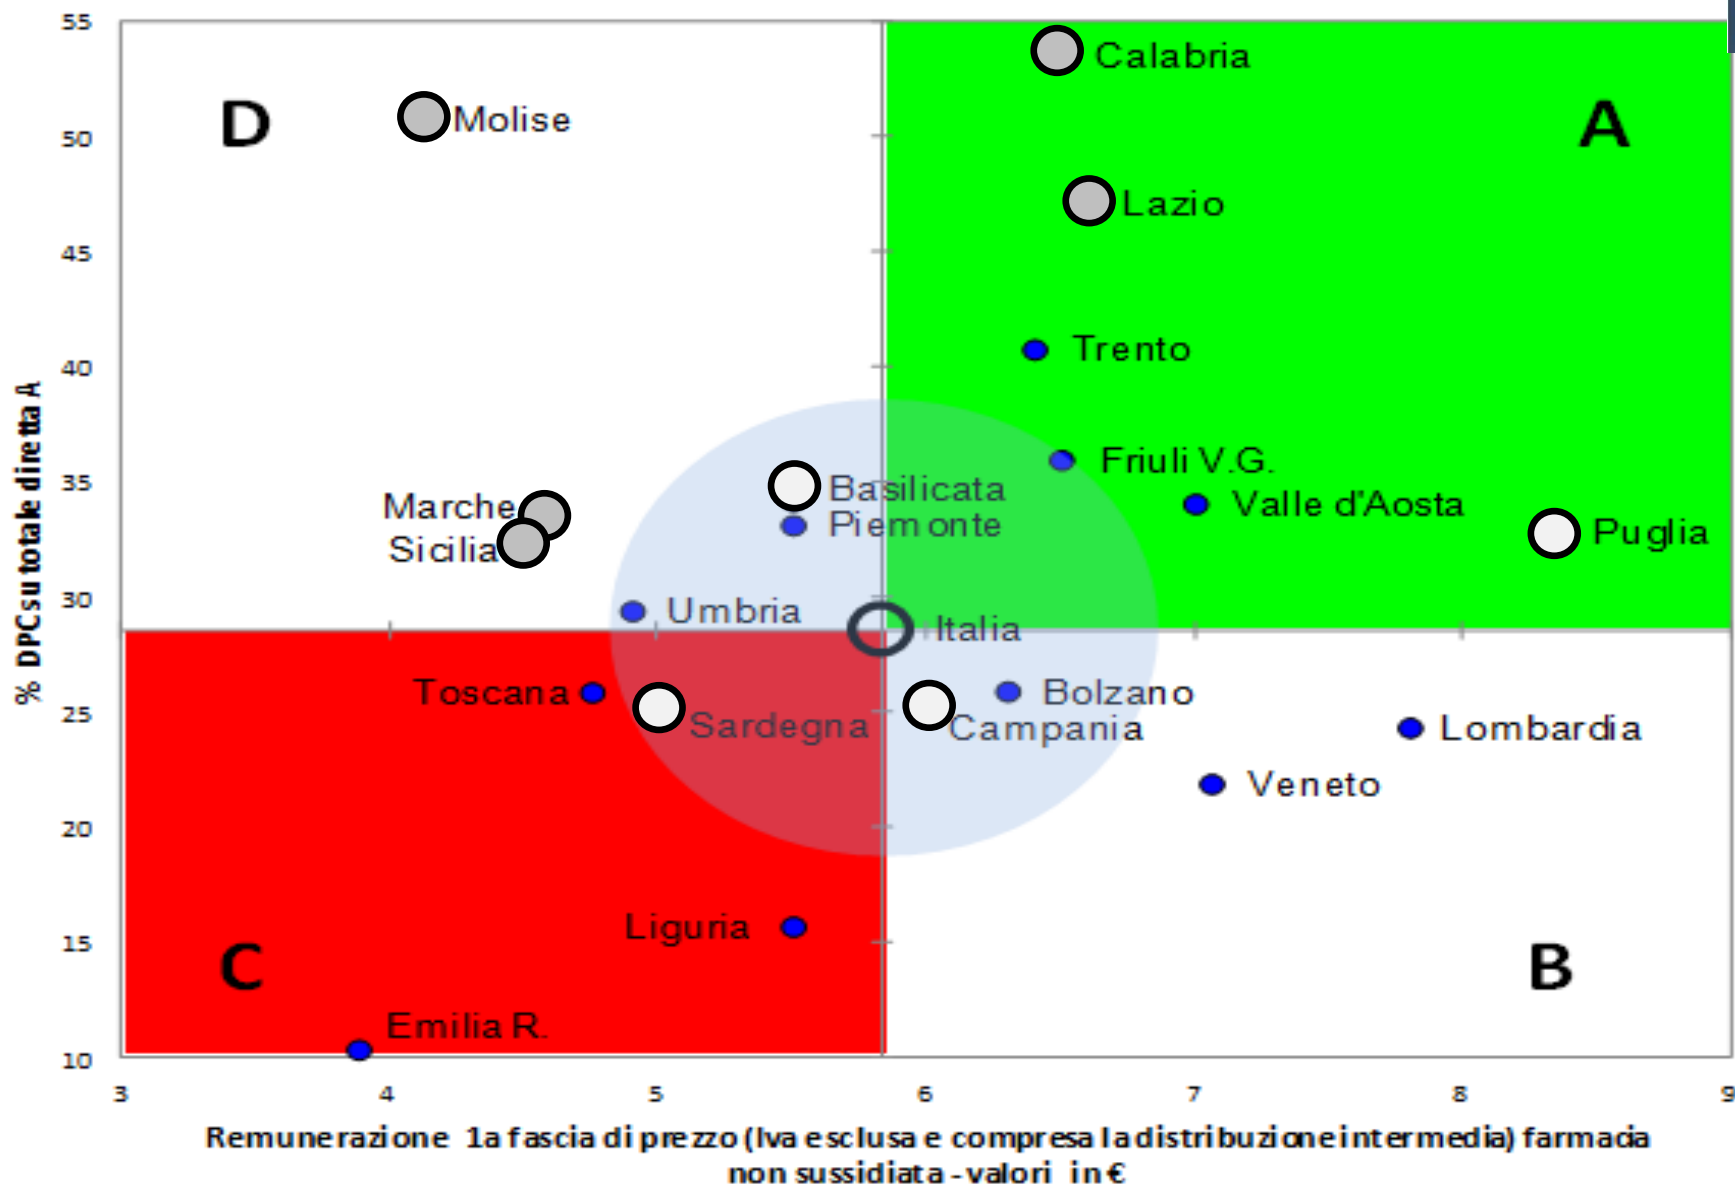 55
Calabria
D
A
Molise
50
Lazio
45
Trento
40
Friuli V.G.
35
Basilicata
Marche
Valle d'Aosta
Piemonte
Puglia
Sicilia
30
Umbria
Italia
Toscana
Bolzano
25
Sardegna
Campania
Lombardia
Veneto
20
Liguria
15
C
B
Emilia R.
10
3 4 5 6 7 8 9
% DPC su totale diretta A
Remunerazione 1a fascia di prezzo (Iva esclusa e compresa la distribuzione intermedia) farmacia
non sussidiata - valori in €